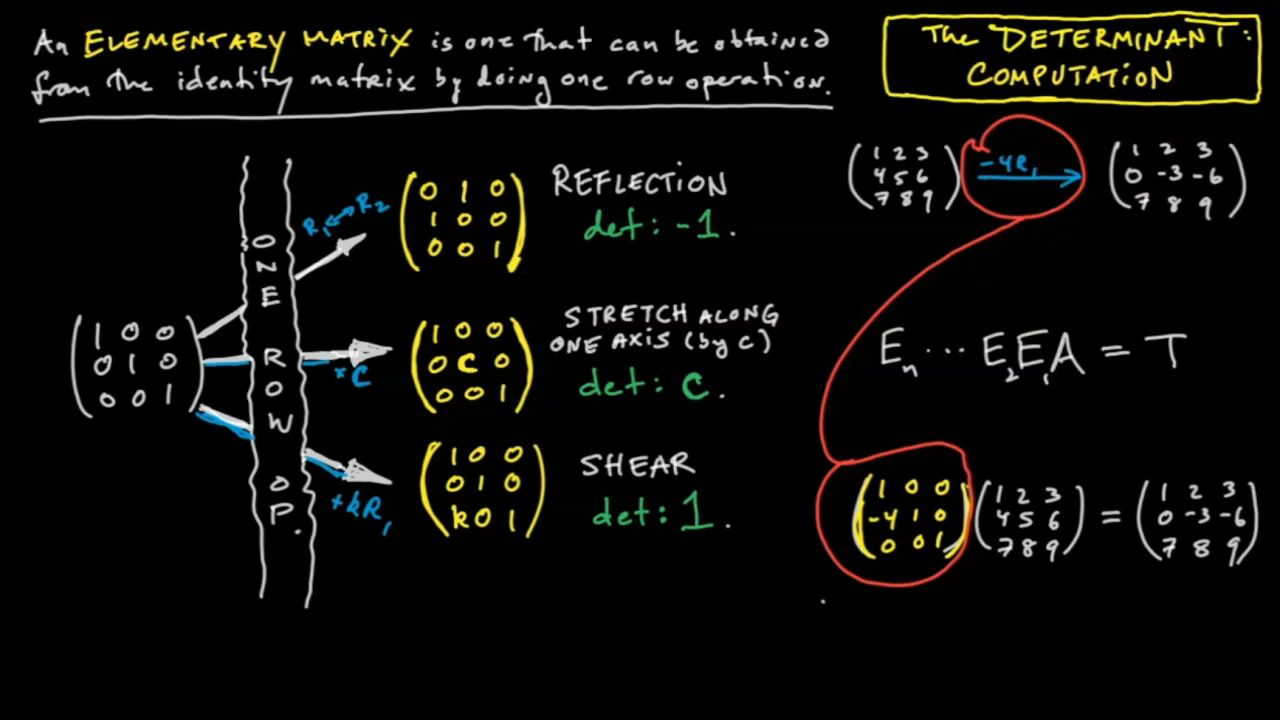 An ELEMENTARY MATRIX is one that can be obtained
from the identity matrix by doing one row operation.
The DETERMINANT:
COMPUTATION
1 0 0
0 1 0
0 0 1
ONE
ROW
OP.
R1 ↔ R2
0 1 0
1 0 0
0 0 1
REFLECTION
det: -1.
×C
1 0 0
0 C 0
0 0 1
STRETCH ALONG
ONE AXIS (by C)
det: C.
+kR1
1 0 0
0 1 0
k 0 1
SHEAR
det: 1.
1 2 3
4 5 6
7 8 9
-4R1
1 2 3
0 -3 -6
7 8 9
En ··· E2E1A = T
1 0 0
-4 1 0
0 0 1
1 2 3
4 5 6
7 8 9
=
1 2 3
0 -3 -6
7 8 9